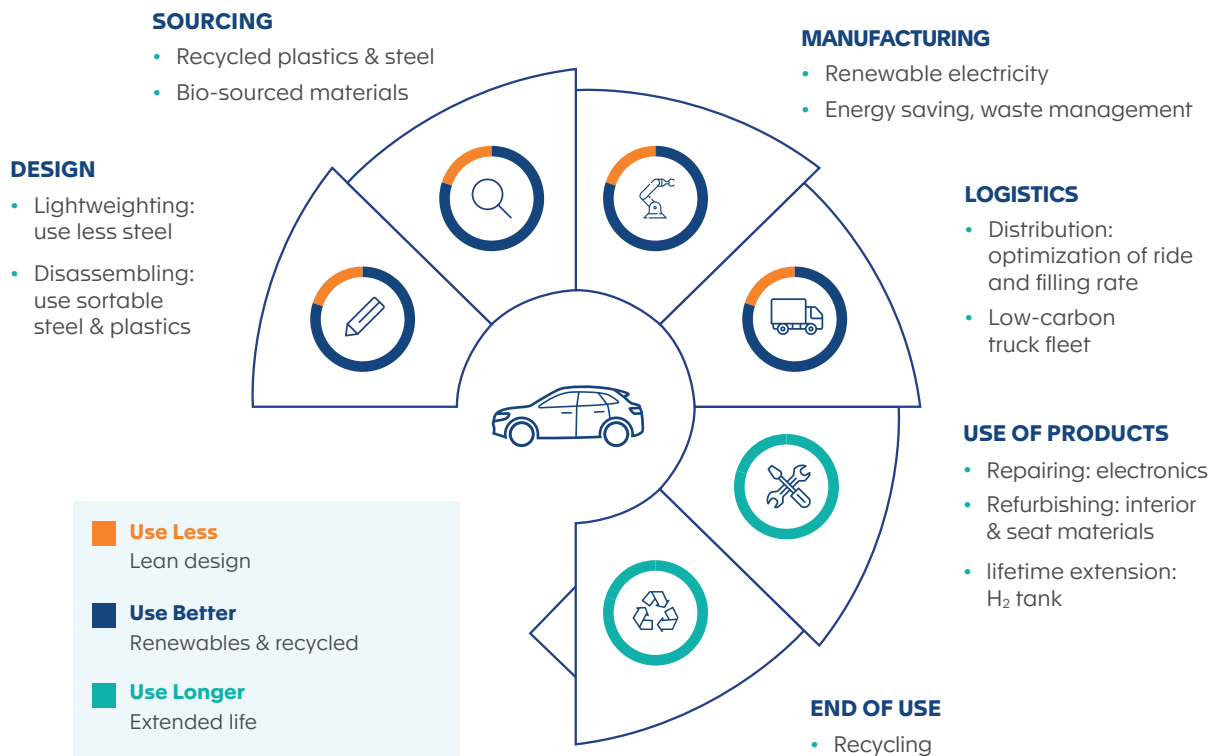 SOURCING
• Recycled plastics & steel
• Bio-sourced materials
MANUFACTURING
• Renewable electricity
• Energy saving, waste management
DESIGN
• Lightweighting:
use less steel
• Disassembling:
use sortable
steel & plastics
LOGISTICS
• Distribution:
optimization of ride
and filling rate
• Low-carbon
truck fleet
USE OF PRODUCTS
• Repairing: electronics
• Refurbishing: interior
& seat materials
• lifetime extension:
H₂ tank
Use Less
Lean design
Use Better
Renewables & recycled
Use Longer
Extended life
END OF USE
• Recycling